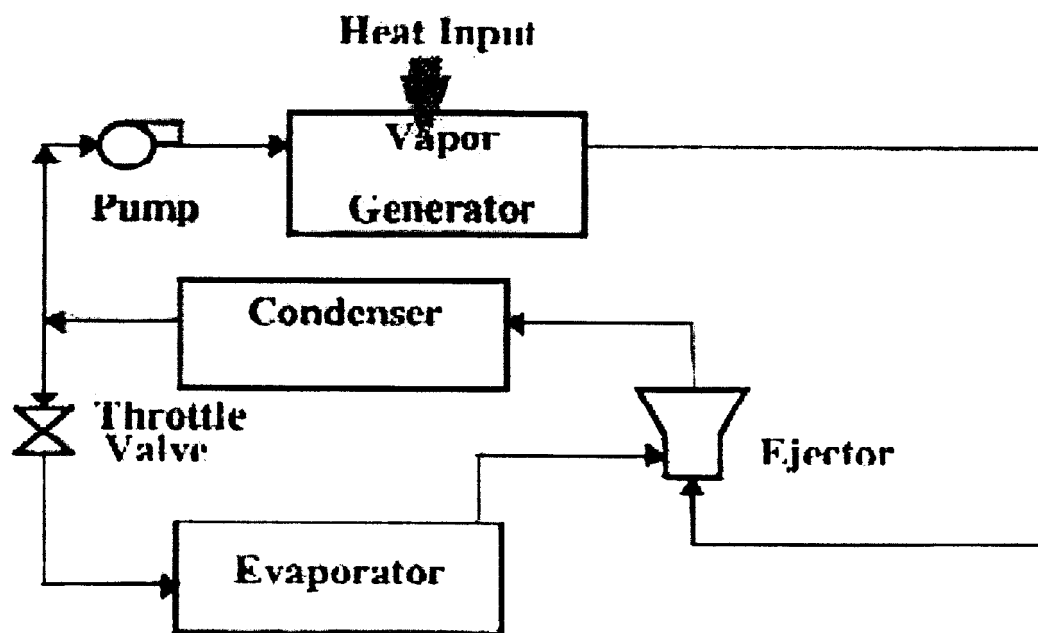 Heat Input
Vapor
Generator
Pump
Condenser
Throttle
Valve
Ejector
Evaporator